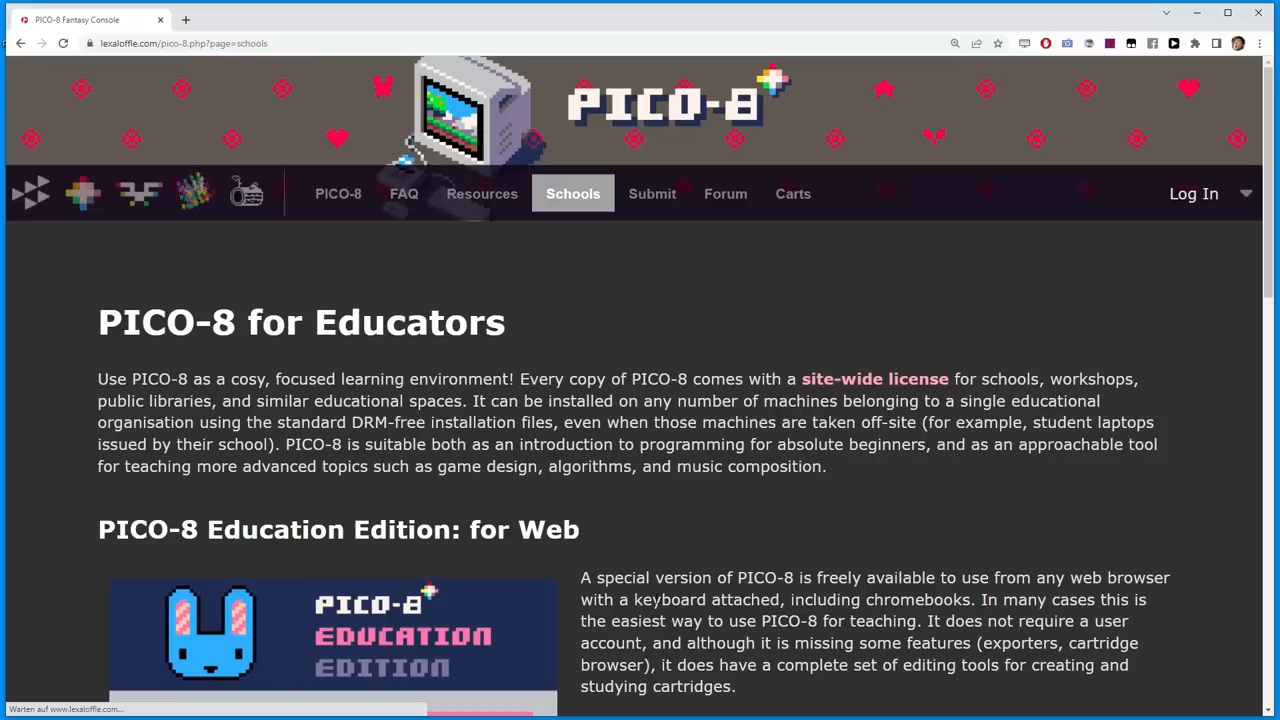 PICO-8 Fantasy Console
lexaloffle.com/pico-8.php?page=schools
PICO-8
PICO-8 FAQ Resources Schools Submit Forum Carts Log In
PICO-8 for Educators
Use PICO-8 as a cosy, focused learning environment! Every copy of PICO-8 comes with a site-wide license for schools, workshops,
public libraries, and similar educational spaces. It can be installed on any number of machines belonging to a single educational
organisation using the standard DRM-free installation files, even when those machines are taken off-site (for example, student laptops
issued by their school). PICO-8 is suitable both as an introduction to programming for absolute beginners, and as an approachable tool
for teaching more advanced topics such as game design, algorithms, and music composition.
PICO-8 Education Edition: for Web
PICO-8
EDUCATION
EDITION
A special version of PICO-8 is freely available to use from any web browser
with a keyboard attached, including chromebooks. In many cases this is
the easiest way to use PICO-8 for teaching. It does not require a user
account, and although it is missing some features (exporters, cartridge
browser), it does have a complete set of editing tools for creating and
studying cartridges.
Warten auf www.lexaloffle.com...